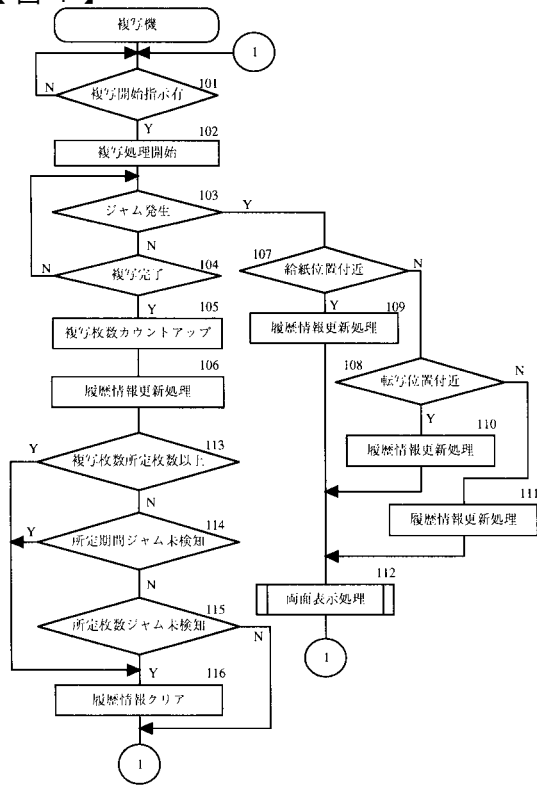 複写機
1
101
複写開始指示有
N
Y
102
複写処理開始
103
ジャム発生
Y
N
104
複写完了
N
Y
105
複写枚数カウントアップ
106
履歴情報更新処理
107
給紙位置付近
N
Y
109
履歴情報更新処理
108
転写位置付近
N
Y
110
履歴情報更新処理
111
履歴情報更新処理
112
両面表示処理
1
113
複写枚数所定枚数以上
Y
N
114
所定期間ジャム未検知
Y
N
115
所定枚数ジャム未検知
N
Y
116
履歴情報クリア
1